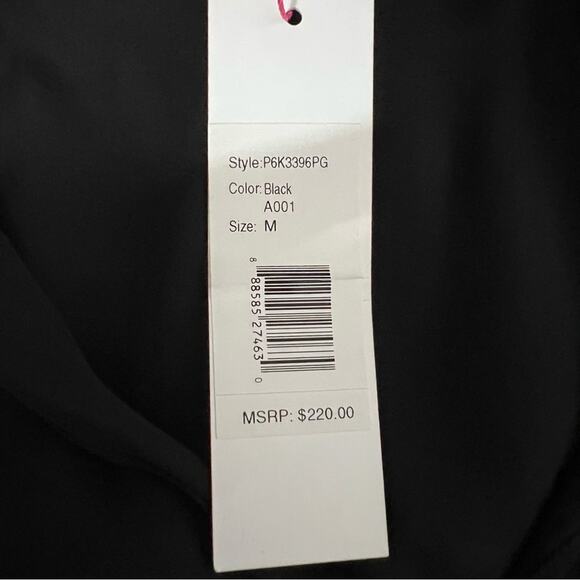 Style:P6K3396PG
Color:Black
A001
Size: M
8 88585 27463 0
MSRP: $220.00